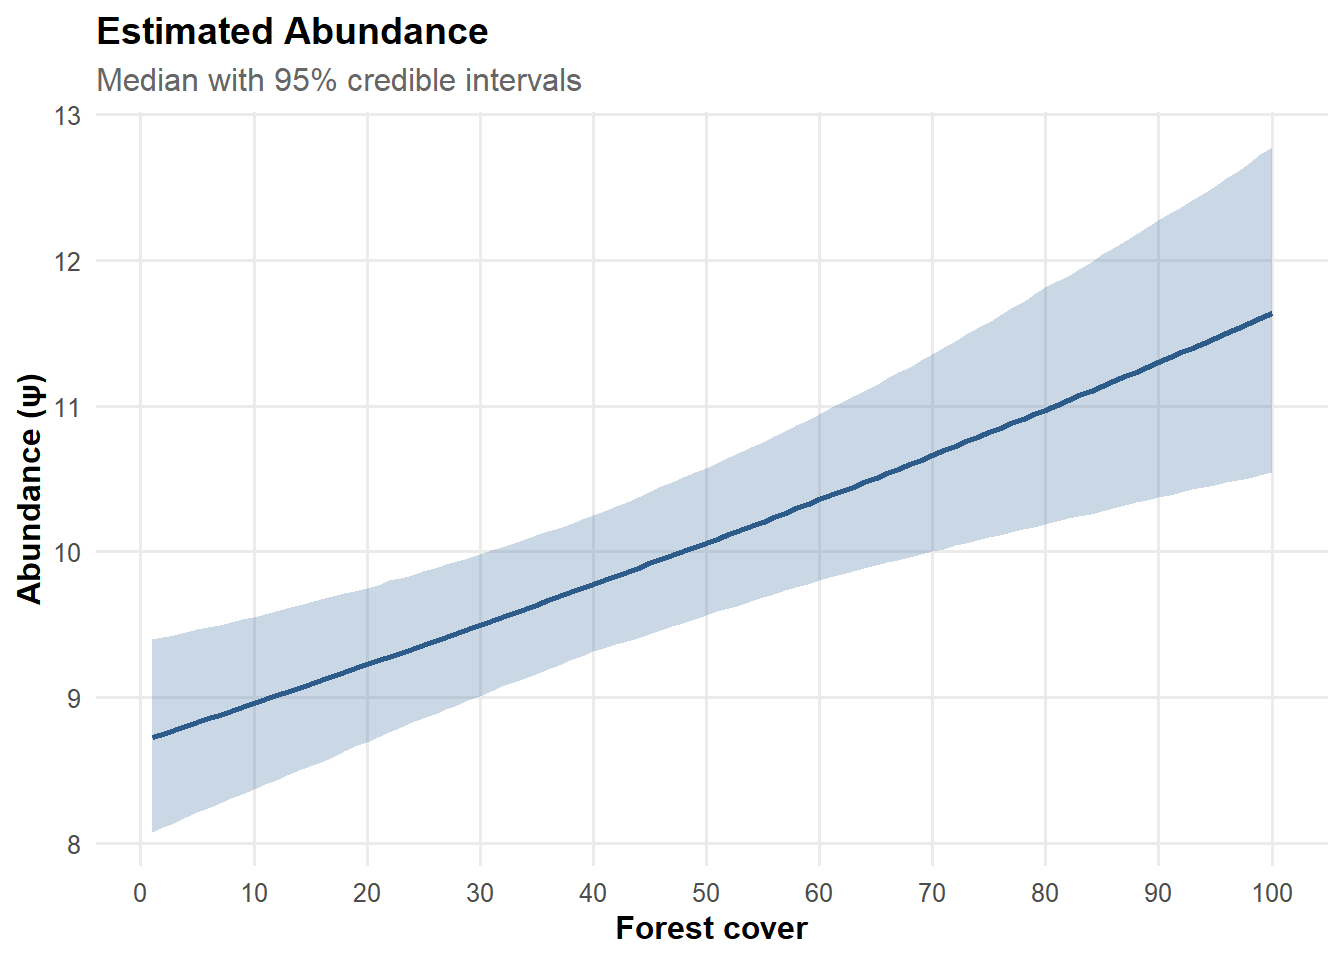 Estimated Abundance
Median with 95% credible intervals
13
12
11
10
9
8
Abundance (ψ)
0 10 20 30 40 50 60 70 80 90 100
Forest cover